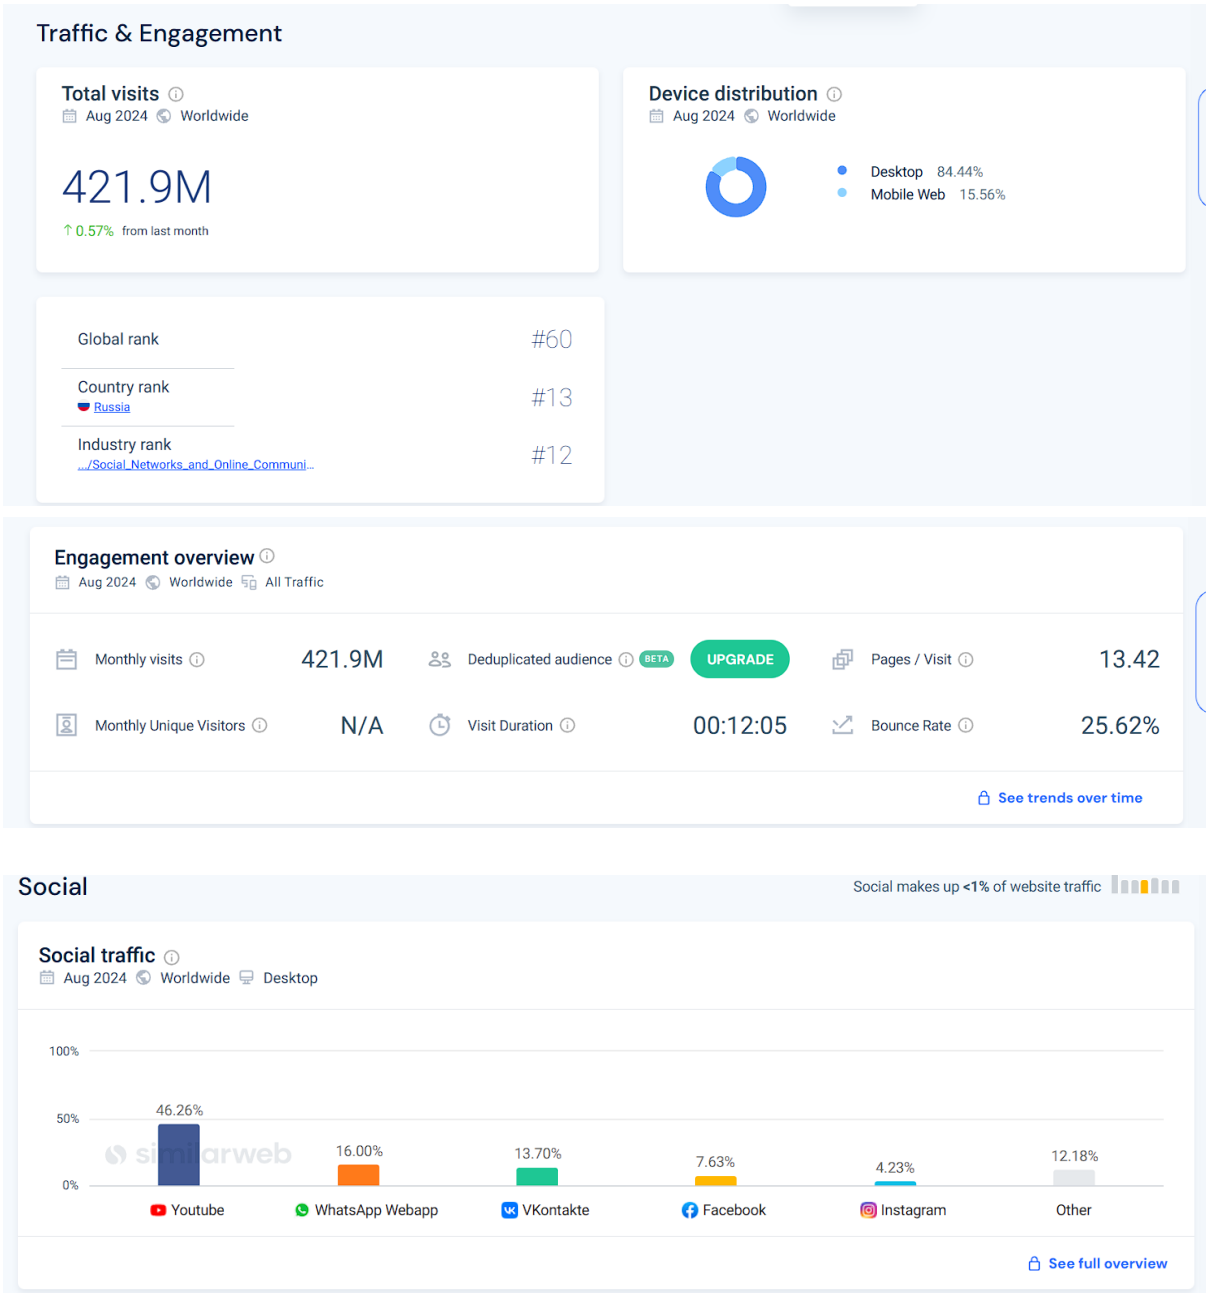 Traffic & Engagement
Total visits
Aug 2024 Worldwide
421.9M
↑ 0.57% from last month
Device distribution
Aug 2024 Worldwide
Desktop 84.44%
Mobile Web 15.56%
Global rank #60
Country rank
Russia
#13
Industry rank
.../Social_Networks_and_Online_Communi...
#12
Engagement overview
Aug 2024 Worldwide All Traffic
Monthly visits 421.9M
Deduplicated audience BETA UPGRADE
Pages / Visit 13.42
Monthly Unique Visitors N/A
Visit Duration 00:12:05
Bounce Rate 25.62%
See trends over time
Social
Social makes up <1% of website traffic
Social traffic
Aug 2024 Worldwide Desktop
100%
50%
0%
46.26%
16.00%
13.70%
7.63%
4.23%
12.18%
similarweb
Youtube
WhatsApp Webapp
VKontakte
Facebook
Instagram
Other
See full overview